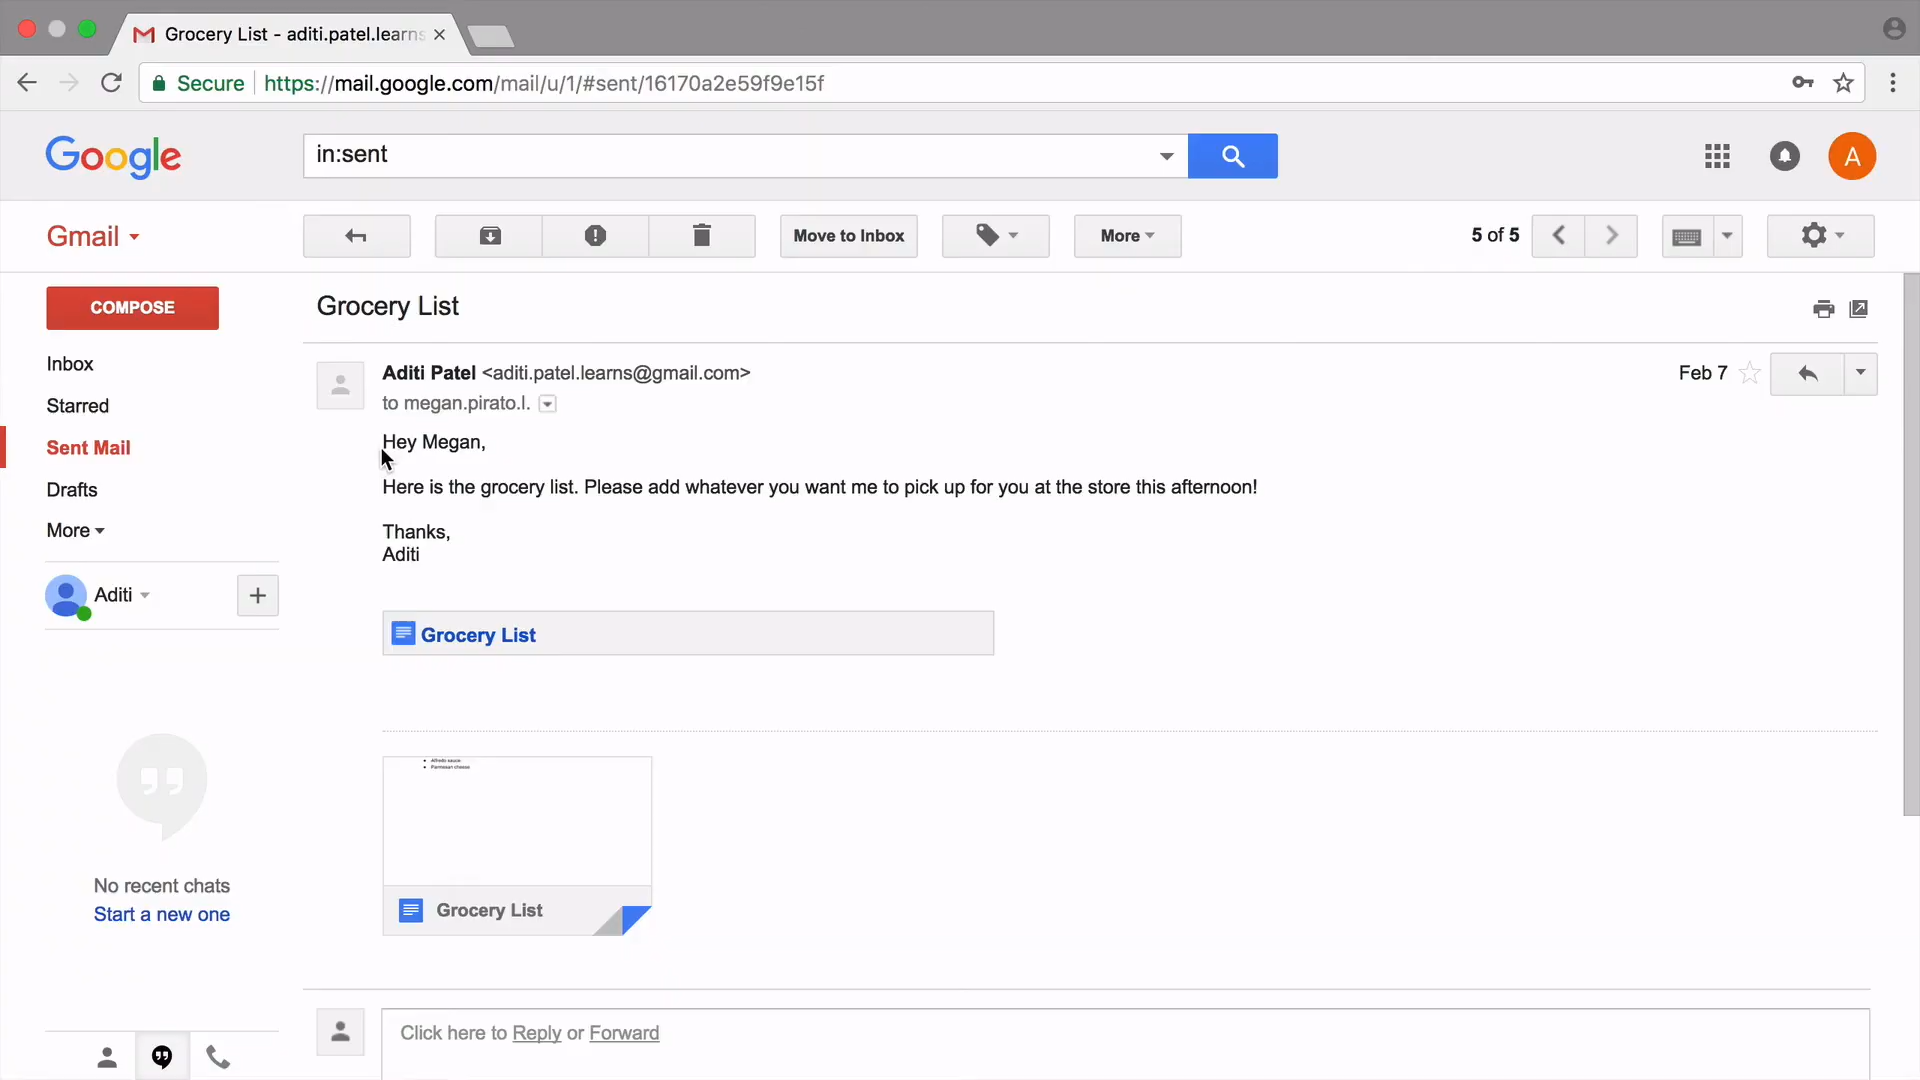 Grocery List - aditi.patel.learns
Secure
https://mail.google.com/mail/u/1/#sent/16170a2e59f9e15f
Google
in:sent
A
Gmail
Move to Inbox
More
5 of 5
COMPOSE
Grocery List
Inbox
Starred
Sent Mail
Drafts
More
Aditi
Aditi Patel <aditi.patel.learns@gmail.com>
Feb 7
to megan.pirato.l.
Hey Megan,
Here is the grocery list. Please add whatever you want me to pick up for you at the store this afternoon!
Thanks,
Aditi
Grocery List
• Alfredo sauce
• Parmesan cheese
Grocery List
No recent chats
Start a new one
Click here to Reply or Forward